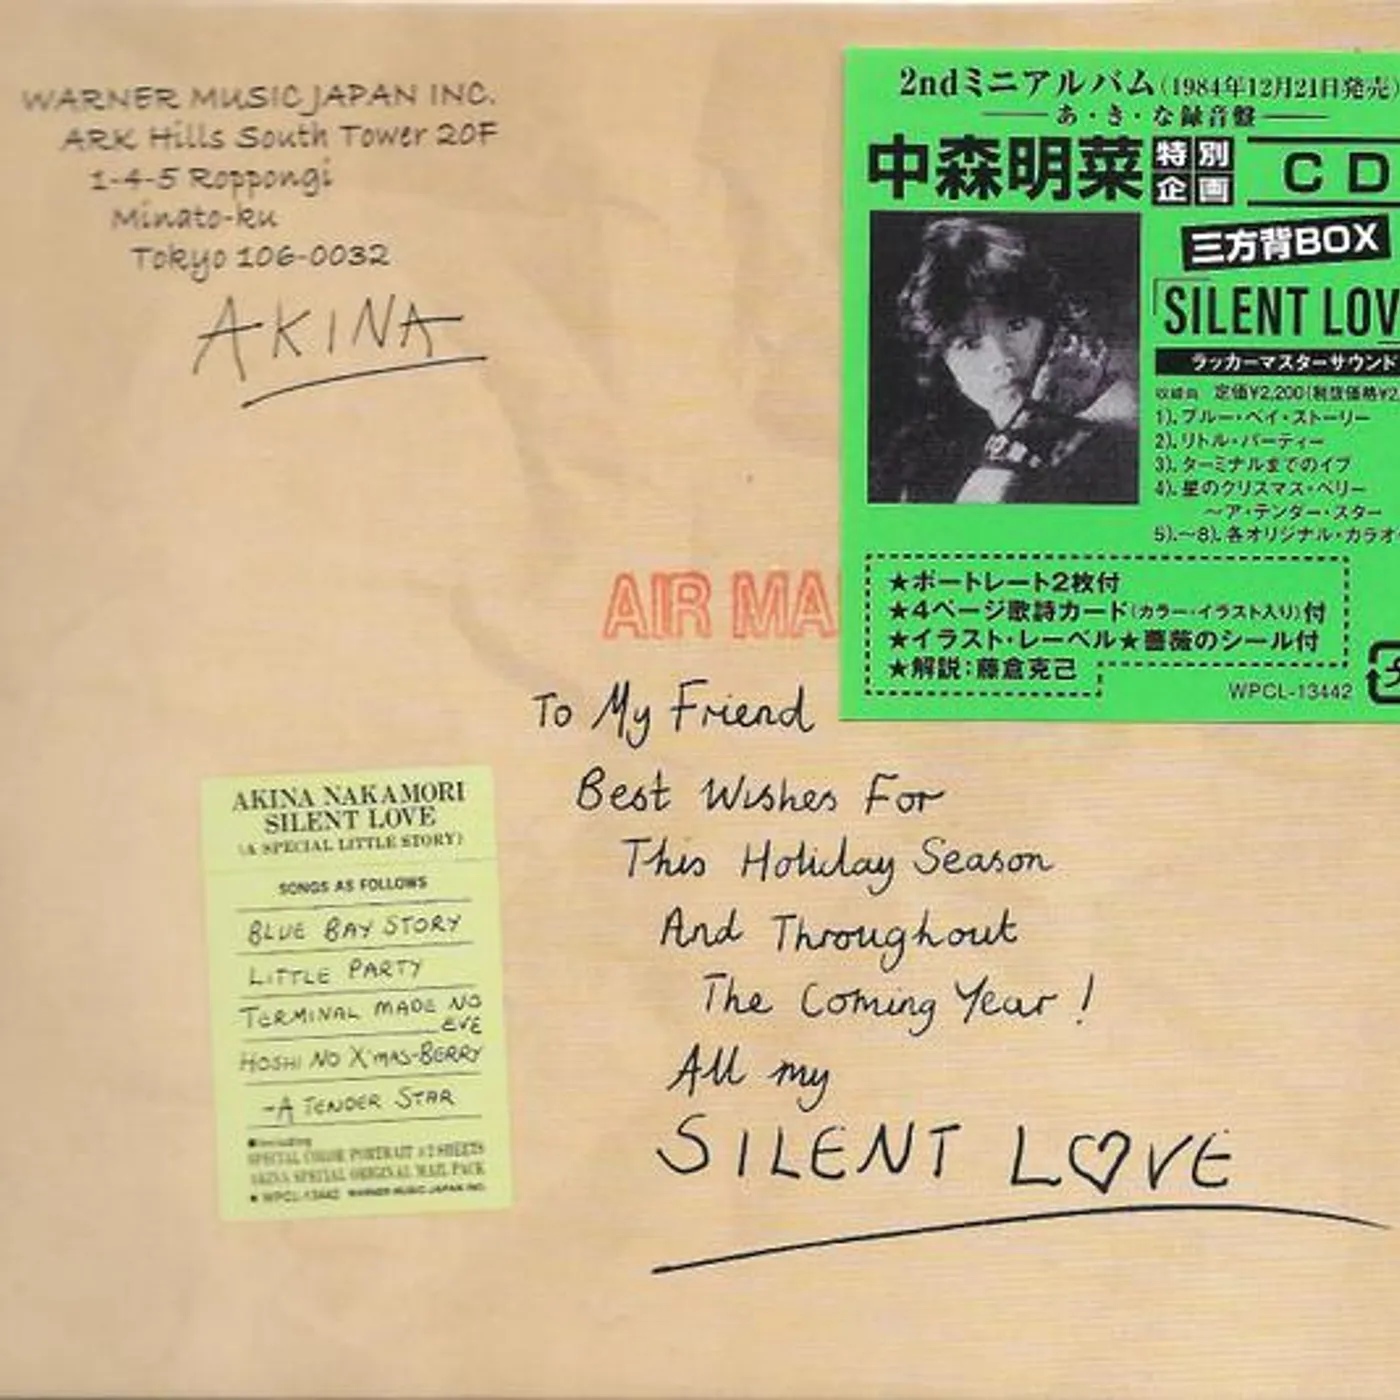 WARNER MUSIC JAPAN INC.
ARK Hills South Tower 20F
1-4-5 Roppongi
Minato-ku
Tokyo 106-0032
AKINA
2ndミニアルバム(1984年12月21日発売)
あ・き・な録音盤
中森明菜 特別企画 CD
三方背BOX
「SILENT LOV
ラッカーマスターサウンド
収録曲 定価¥2,200(税抜価格¥2,
1).ブルー・ベイ・ストーリー
2).リトル・パーティー
3).ターミナルまでのイブ
4).星のクリスマス・ベリー
～ア・テンダー・スター
5).～8).各オリジナル・カラオ
★ポートレート2枚付
★4ページ歌詩カード(カラー・イラスト入り)付
★イラスト・レーベル★薔薇のシール付
★解説:藤倉克己
WPCL-13442
AIR MA
To My Friend
Best Wishes For
This Holiday Season
And Throughout
The Coming Year!
All my
SILENT LOVE
AKINA NAKAMORI
SILENT LOVE
(A SPECIAL LITTLE STORY)
SONGS AS FOLLOWS
BLUE BAY STORY
LITTLE PARTY
TERMINAL MADE NO
EVE
HOSHI NO X'MAS-BERRY
-A TENDER STAR
■Including
SPECIAL COLOR PORTRAIT 2 SHEETS
AKINA SPECIAL ORIGINAL MAIL PACK
WPCL-13442 WARNER MUSIC JAPAN INC.